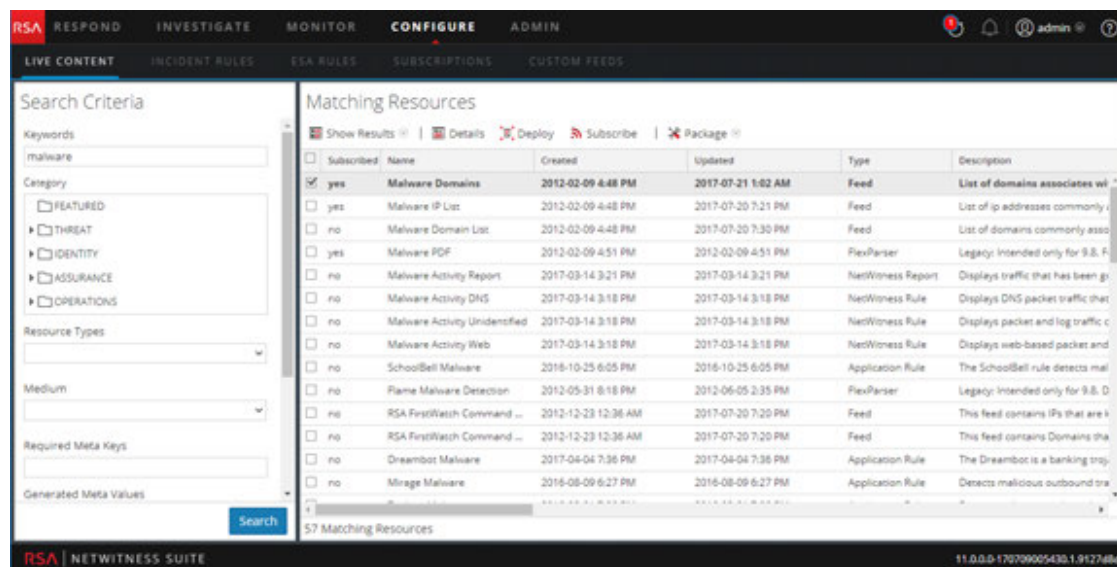 RSA RESPOND INVESTIGATE MONITOR CONFIGURE ADMIN 1 admin
LIVE CONTENT INCIDENT RULES ESA RULES SUBSCRIPTIONS CUSTOM FEEDS
Search Criteria
Keywords
malware
Category
FEATURED
THREAT
IDENTITY
ASSURANCE
OPERATIONS
Resource Types
Medium
Required Meta Keys
Generated Meta Values
Search
Matching Resources
Show Results Details Deploy Subscribe Package
Subscribed Name Created Updated Type Description
yes Malware Domains 2012-02-09 4:48 PM 2017-07-21 1:02 AM Feed List of domains associates wi
yes Malware IP List 2012-02-09 4:48 PM 2017-07-20 7:21 PM Feed List of ip addresses commonly
no Malware Domain List 2012-02-09 4:48 PM 2017-07-20 7:30 PM Feed List of domains commonly asso
yes Malware PDF 2012-02-09 4:51 PM 2012-02-09 4:51 PM FlexParser Legacy: Intended only for 9.8. F
no Malware Activity Report 2017-03-14 3:21 PM 2017-03-14 3:21 PM NetWitness Report Displays traffic that has been g
no Malware Activity DNS 2017-03-14 3:18 PM 2017-03-14 3:18 PM NetWitness Rule Displays DNS packet traffic that
no Malware Activity Unidentified 2017-03-14 3:18 PM 2017-03-14 3:18 PM NetWitness Rule Displays packet and log traffic
no Malware Activity Web 2017-03-14 3:18 PM 2017-03-14 3:18 PM NetWitness Rule Displays web-based packet and
no SchoolBell Malware 2016-10-25 6:05 PM 2016-10-25 6:05 PM Application Rule The SchoolBell rule detects mal
no Flame Malware Detection 2012-05-31 8:18 PM 2012-06-05 2:35 PM FlexParser Legacy: Intended only for 9.8. D
no RSA FirstWatch Command ... 2012-12-23 12:36 AM 2017-07-20 7:20 PM Feed This feed contains IPs that are
no RSA FirstWatch Command ... 2012-12-23 12:36 AM 2017-07-20 7:20 PM Feed This feed contains Domains tha
no Dreambot Malware 2017-04-04 7:36 PM 2017-04-04 7:36 PM Application Rule The Dreambot is a banking troj
no Mirage Malware 2016-08-09 6:27 PM 2016-08-09 6:27 PM Application Rule Detects malicious outbound tra
57 Matching Resources
RSA NETWITNESS SUITE 11.0.0.0-170709005430.1.9127d8